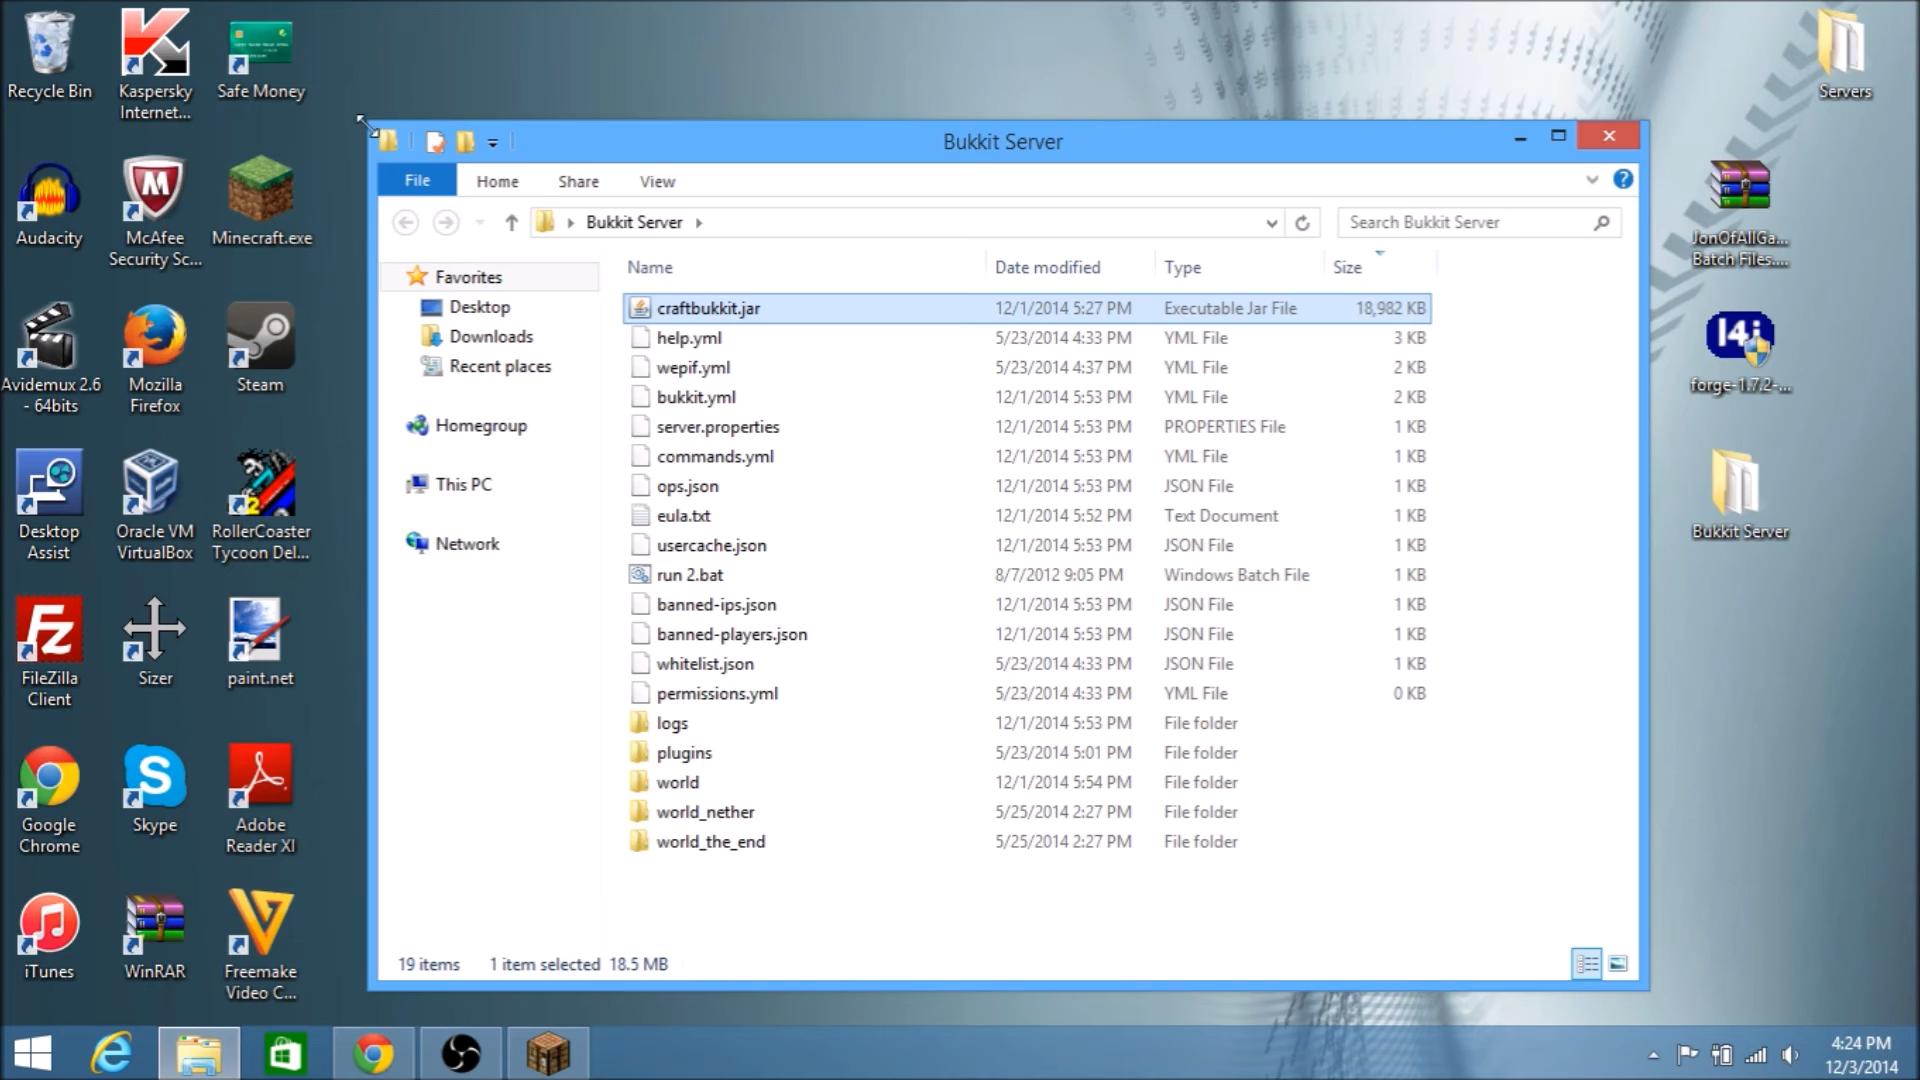 Recycle Bin
Kaspersky
Internet...
Safe Money
Servers
Audacity
McAfee
Security Sc...
Minecraft.exe
JonOfAllGa...
Batch Files....
Avidemux 2.6
- 64bits
Mozilla
Firefox
Steam
forge-1.7.2-...
Desktop
Assist
Oracle VM
VirtualBox
RollerCoaster
Tycoon Del...
Bukkit Server
FileZilla
Client
Sizer
paint.net
Google
Chrome
Skype
Adobe
Reader XI
iTunes
WinRAR
Freemake
Video C...
Bukkit Server
File Home Share View
Bukkit Server
Search Bukkit Server
Favorites
Desktop
Downloads
Recent places
Homegroup
This PC
Network
Name Date modified Type Size
craftbukkit.jar 12/1/2014 5:27 PM Executable Jar File 18,982 KB
help.yml 5/23/2014 4:33 PM YML File 3 KB
wepif.yml 5/23/2014 4:37 PM YML File 2 KB
bukkit.yml 12/1/2014 5:53 PM YML File 2 KB
server.properties 12/1/2014 5:53 PM PROPERTIES File 1 KB
commands.yml 12/1/2014 5:53 PM YML File 1 KB
ops.json 12/1/2014 5:53 PM JSON File 1 KB
eula.txt 12/1/2014 5:52 PM Text Document 1 KB
usercache.json 12/1/2014 5:53 PM JSON File 1 KB
run 2.bat 8/7/2012 9:05 PM Windows Batch File 1 KB
banned-ips.json 12/1/2014 5:53 PM JSON File 1 KB
banned-players.json 12/1/2014 5:53 PM JSON File 1 KB
whitelist.json 5/23/2014 4:33 PM JSON File 1 KB
permissions.yml 5/23/2014 4:33 PM YML File 0 KB
logs 12/1/2014 5:53 PM File folder
plugins 5/23/2014 5:01 PM File folder
world 12/1/2014 5:54 PM File folder
world_nether 5/25/2014 2:27 PM File folder
world_the_end 5/25/2014 2:27 PM File folder
19 items 1 item selected 18.5 MB
4:24 PM
12/3/2014